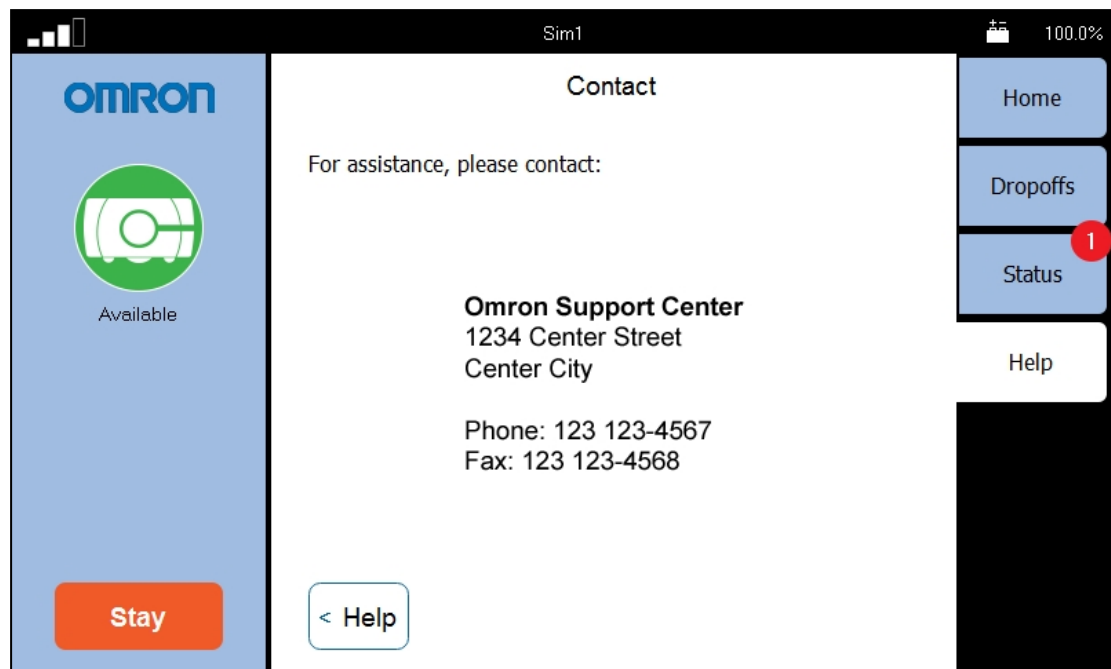 Sim1
100.0%
OMRON
Available
Stay
Contact
For assistance, please contact:
Omron Support Center
1234 Center Street
Center City
Phone: 123 123-4567
Fax: 123 123-4568
< Help
Home
Dropoffs
1
Status
Help